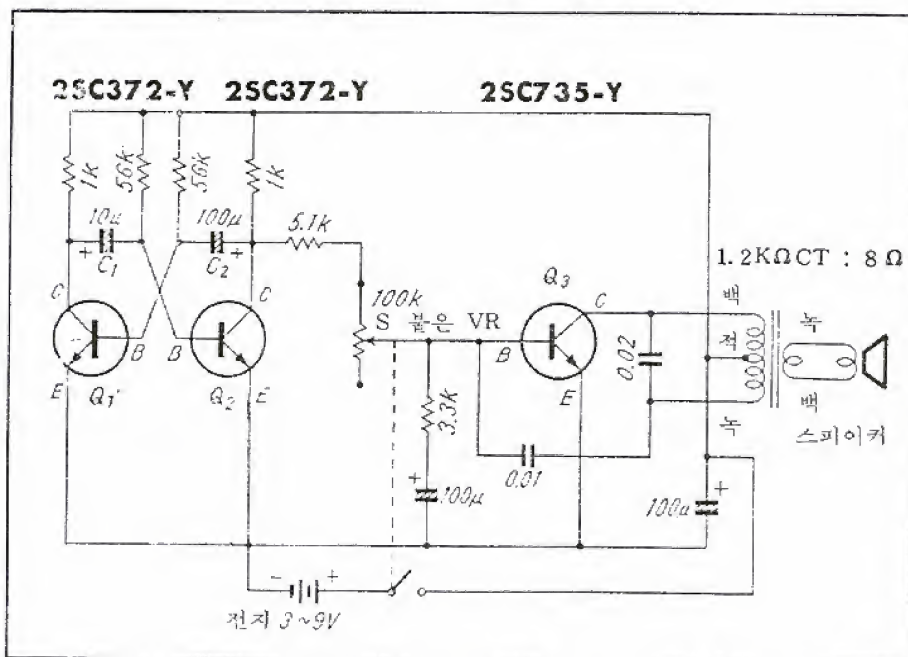 2SC372-Y 2SC372-Y 2SC735-Y
1k 56k 56k 1k
10u 100μ 5.1k
+ C₁ C₂ +
1.2KΩCT : 8Ω
C C 100k Q₃ C 백 녹
S 붙은 VR
적
B B B 0.02
E Q₁ Q₂ E E
3.3k 녹 백
스피이커
0.01
+ 100μ 100u +
- +
전지 3~9V